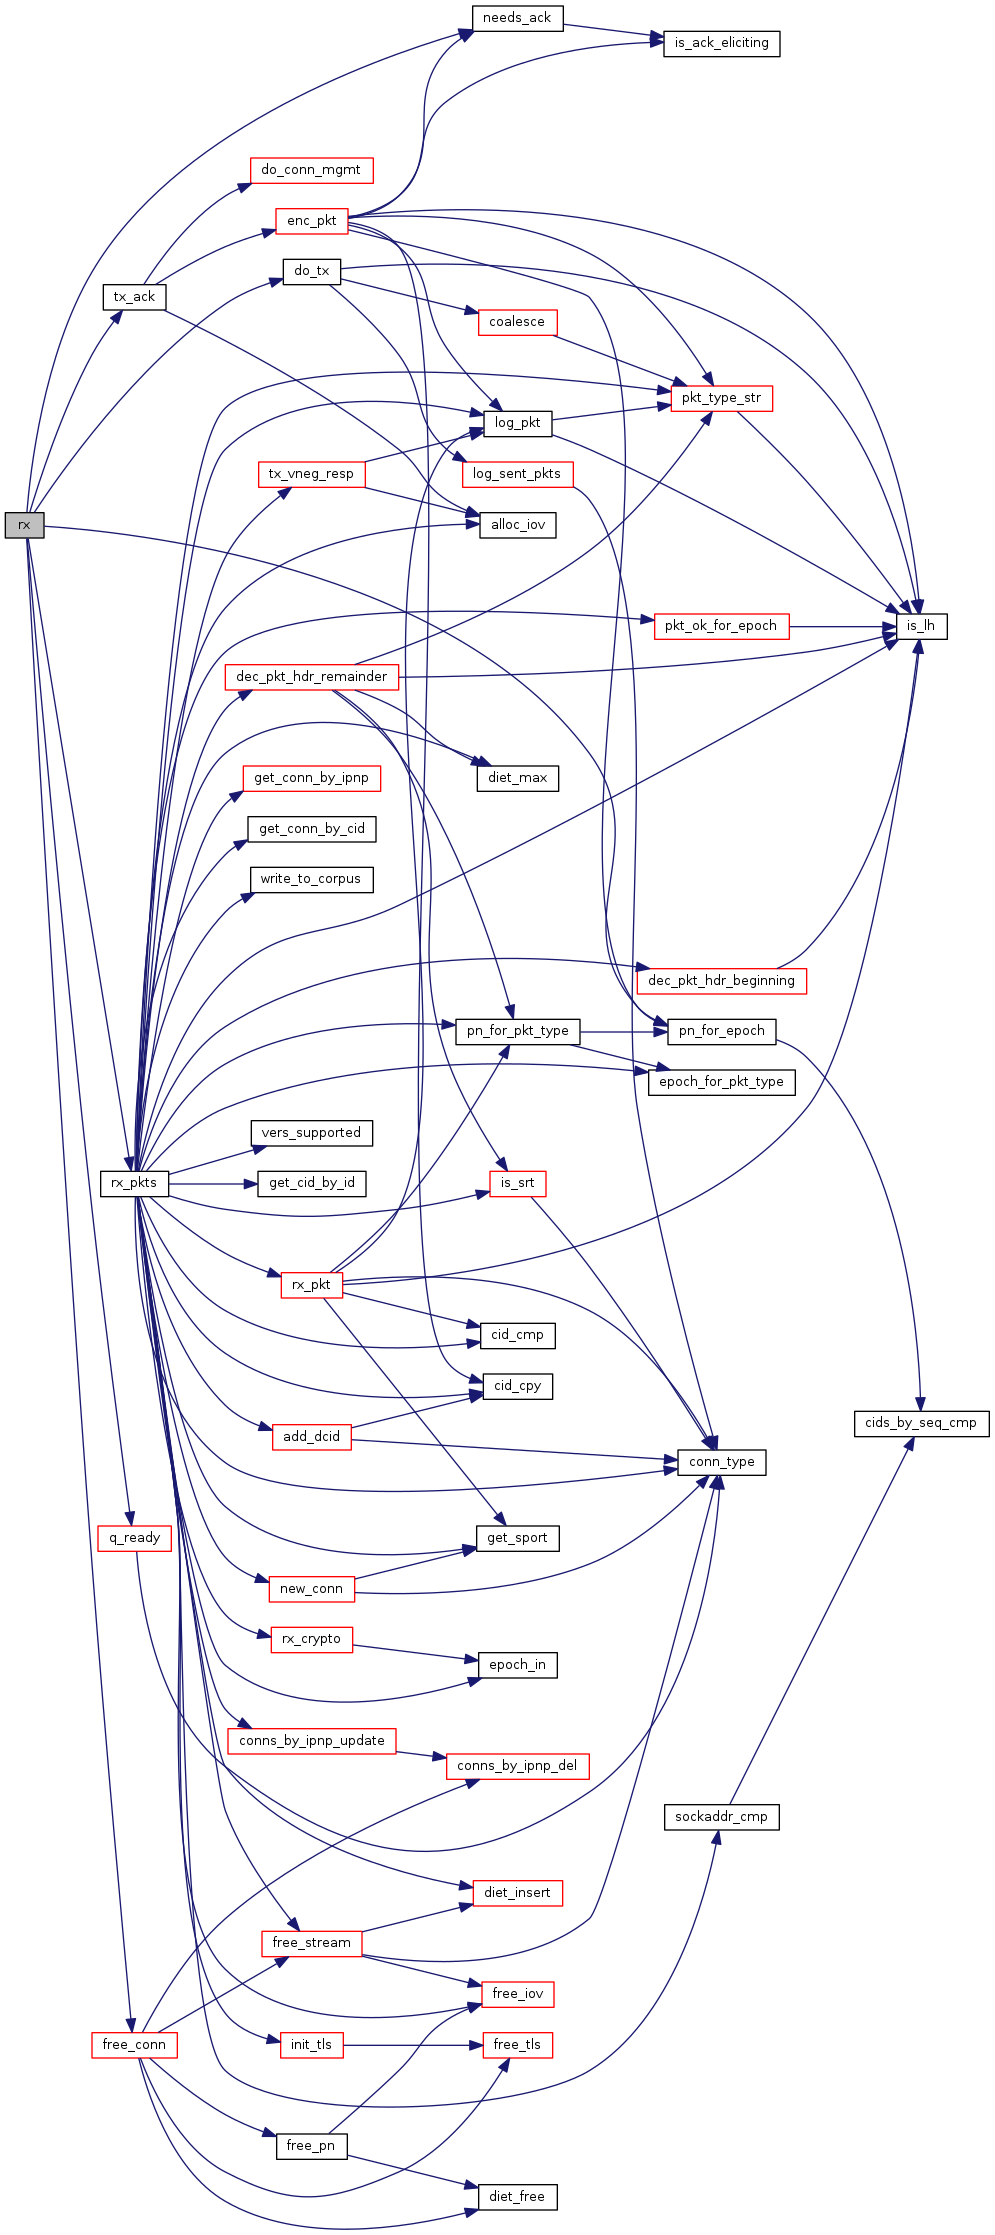 needs_ack
is_ack_eliciting
do_conn_mgmt
enc_pkt
do_tx
tx_ack
coalesce
pkt_type_str
log_pkt
tx_vneg_resp
log_sent_pkts
rx
alloc_iov
pkt_ok_for_epoch
is_lh
dec_pkt_hdr_remainder
get_conn_by_ipnp
diet_max
get_conn_by_cid
write_to_corpus
dec_pkt_hdr_beginning
pn_for_pkt_type
pn_for_epoch
epoch_for_pkt_type
vers_supported
rx_pkts
get_cid_by_id
is_srt
rx_pkt
cid_cmp
cid_cpy
cids_by_seq_cmp
add_dcid
conn_type
q_ready
get_sport
new_conn
rx_crypto
epoch_in
conns_by_ipnp_update
conns_by_ipnp_del
sockaddr_cmp
diet_insert
free_stream
free_iov
free_conn
init_tls
free_tls
free_pn
diet_free